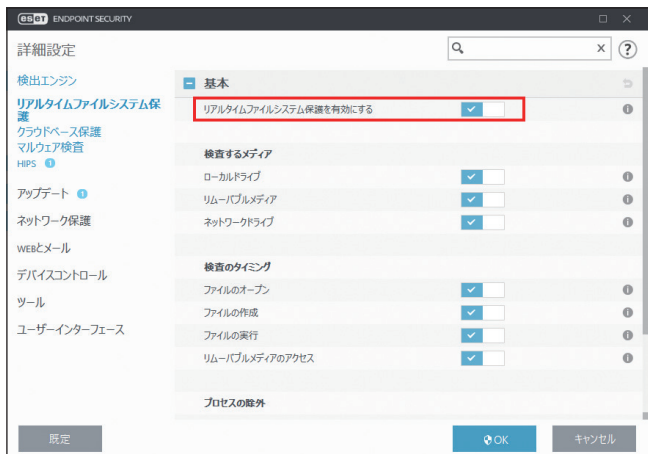 eset ENDPOINT SECURITY
詳細設定
x
?
検出エンジン
リアルタイムファイルシステム保
護
クラウドベース保護
マルウェア検査
HIPS 1
アップデート 1
ネットワーク保護
WEBとメール
デバイスコントロール
ツール
ユーザーインターフェース
基本
リアルタイムファイルシステム保護を有効にする
検査するメディア
ローカルドライブ
リムーバブルメディア
ネットワークドライブ
検査のタイミング
ファイルのオープン
ファイルの作成
ファイルの実行
リムーバブルメディアのアクセス
プロセスの除外
既定
OK
キャンセル